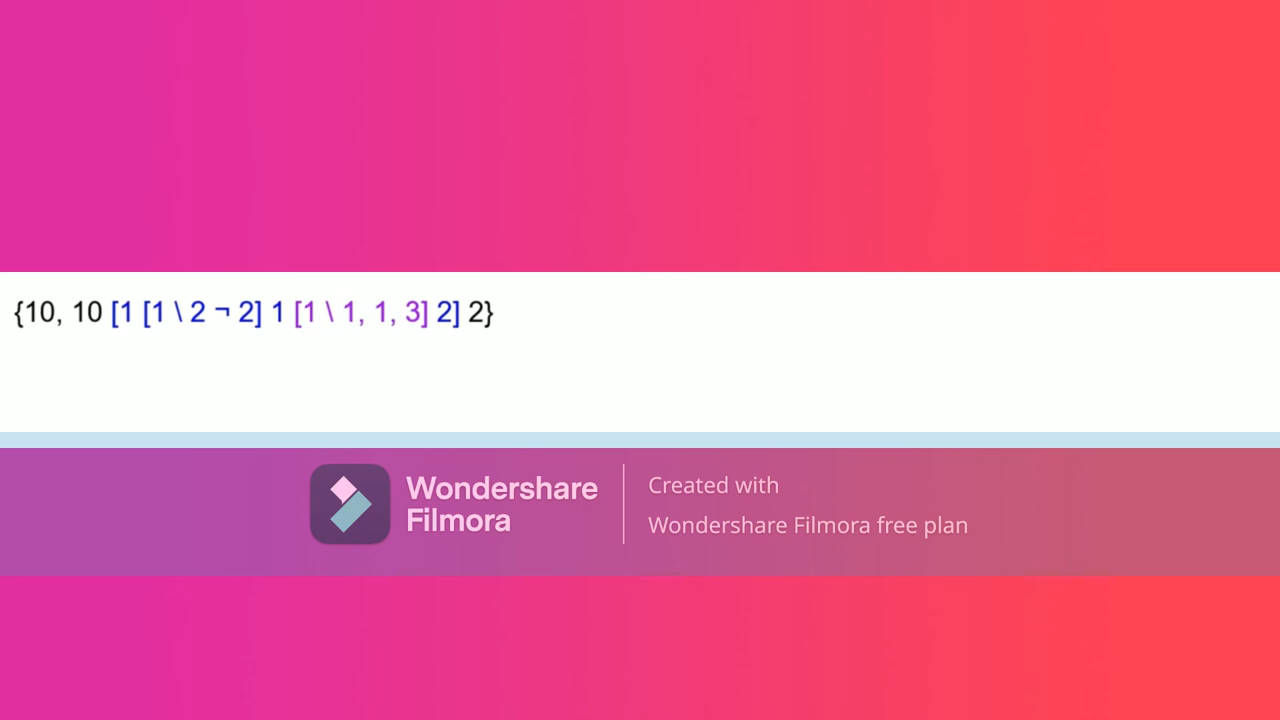 {10, 10 [1 [1 \ 2 ¬ 2] 1 [1 \ 1, 1, 3] 2] 2}
Wondershare
Filmora
Created with
Wondershare Filmora free plan